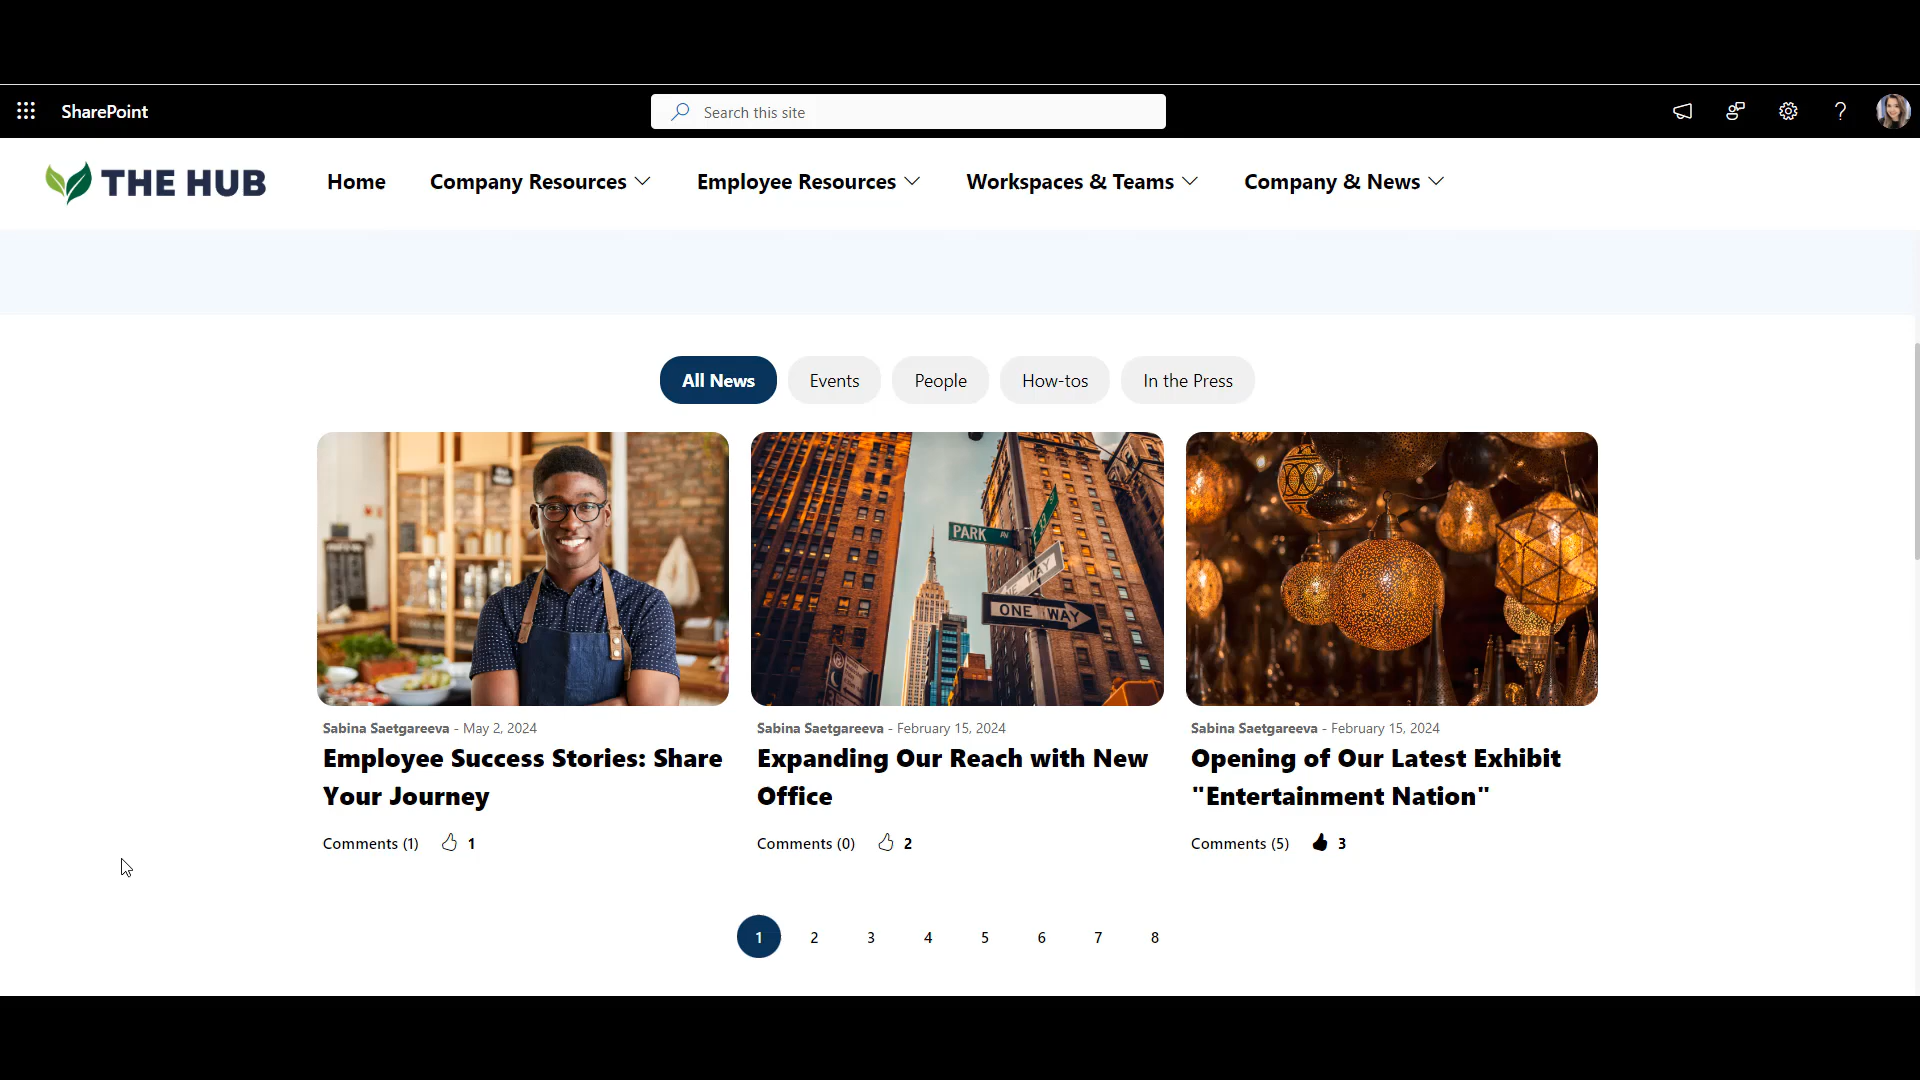 SharePoint
Search this site
THE HUB
Home
Company Resources
Employee Resources
Workspaces & Teams
Company & News
All News
Events
People
How-tos
In the Press
PARK AV
ONE WAY
Sabina Saetgareeva - May 2, 2024
Employee Success Stories: Share
Your Journey
Comments (1) 1
Sabina Saetgareeva - February 15, 2024
Expanding Our Reach with New
Office
Comments (0) 2
Sabina Saetgareeva - February 15, 2024
Opening of Our Latest Exhibit
"Entertainment Nation"
Comments (5) 3
1 2 3 4 5 6 7 8